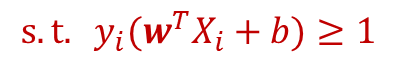 s.t. yᵢ(wᵀXᵢ + b) ≥ 1